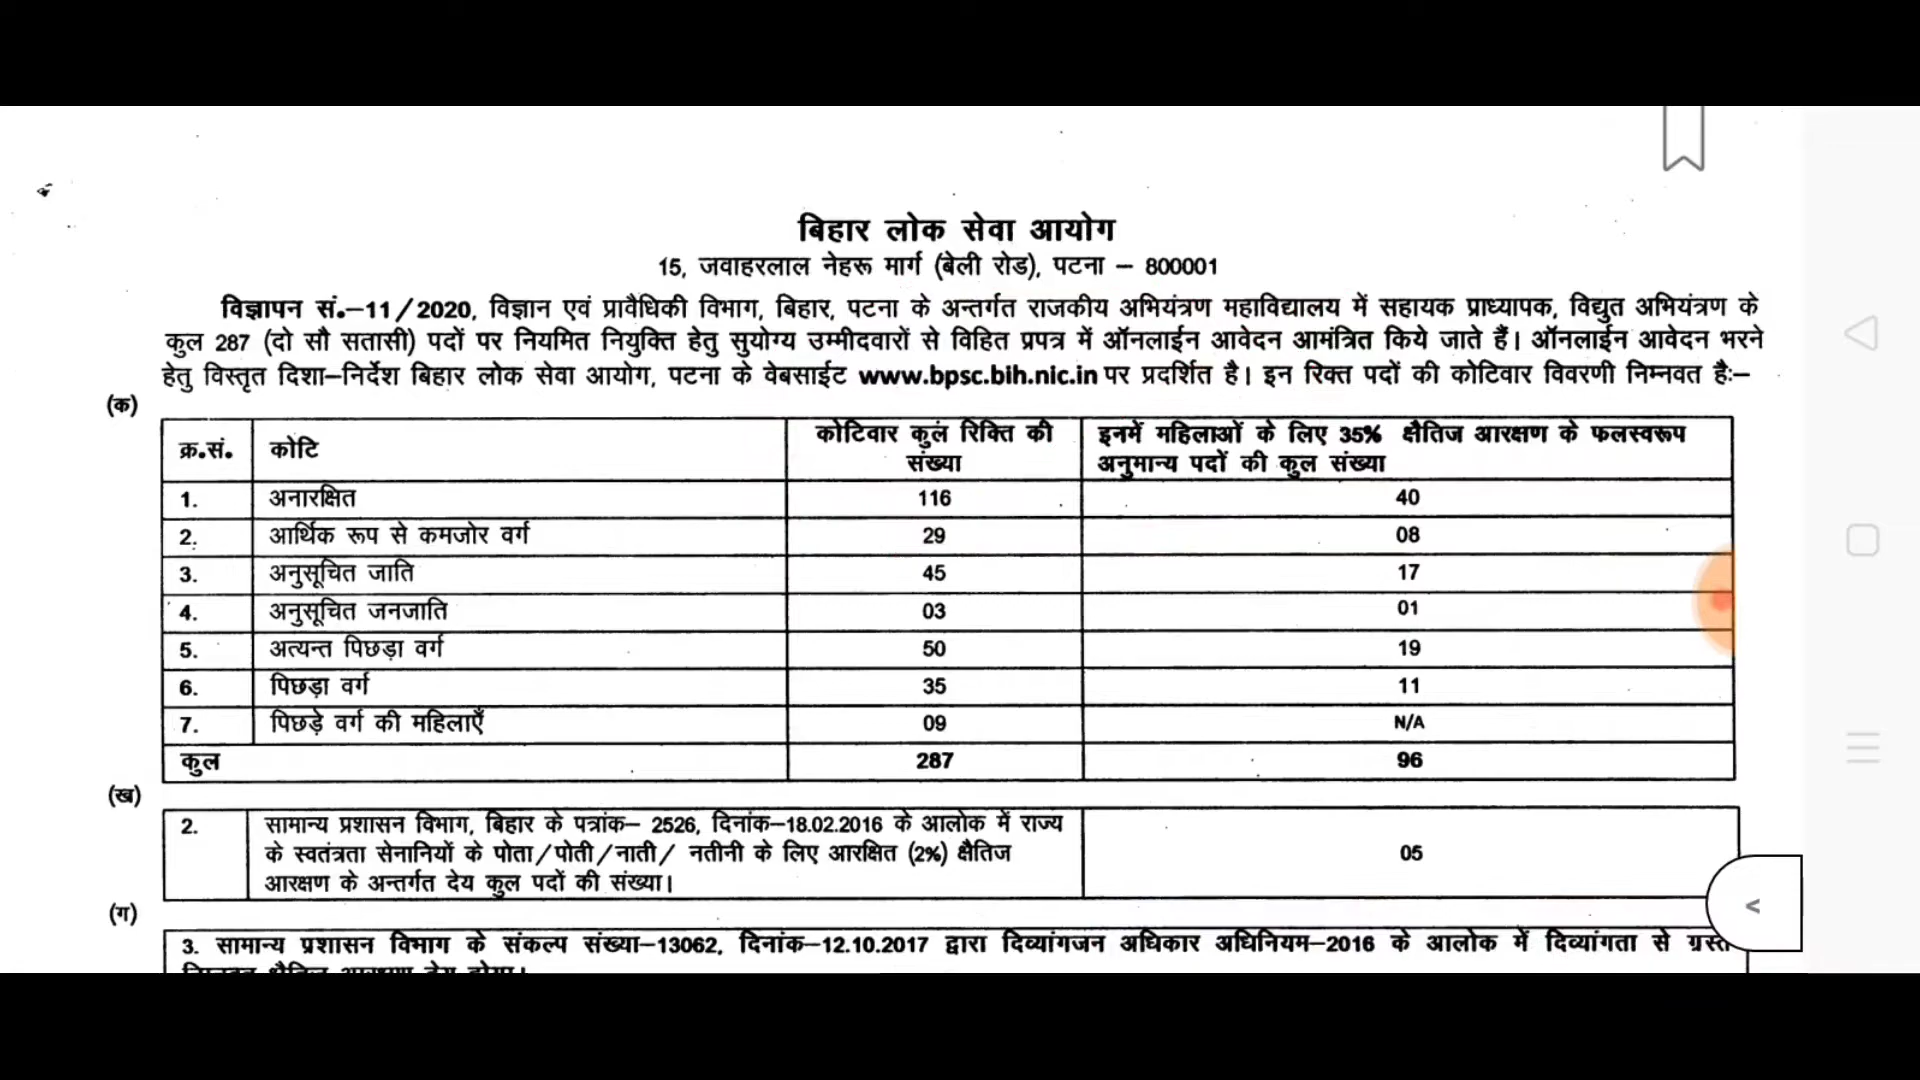 बिहार लोक सेवा आयोग
15, जवाहरलाल नेहरू मार्ग (बेली रोड), पटना – 800001
विज्ञापन सं.–11/2020, विज्ञान एवं प्रावैधिकी विभाग, बिहार, पटना के अन्तर्गत राजकीय अभियंत्रण महाविद्यालय में सहायक प्राध्यापक, विद्युत अभियंत्रण के
कुल 287 (दो सौ सतासी) पदों पर नियमित नियुक्ति हेतु सुयोग्य उम्मीदवारों से विहित प्रपत्र में ऑनलाईन आवेदन आमंत्रित किये जाते हैं। ऑनलाईन आवेदन भरने
हेतु विस्तृत दिशा–निर्देश बिहार लोक सेवा आयोग, पटना के वेबसाईट www.bpsc.bih.nic.in पर प्रदर्शित है। इन रिक्त पदों की कोटिवार विवरणी निम्नवत हैः–
(क)
क्र.सं. कोटि कोटिवार कुल रिक्ति की संख्या इनमें महिलाओं के लिए 35% क्षैतिज आरक्षण के फलस्वरूप अनुमान्य पदों की कुल संख्या
1. अनारक्षित 116 40
2. आर्थिक रूप से कमजोर वर्ग 29 08
3. अनुसूचित जाति 45 17
4. अनुसूचित जनजाति 03 01
5. अत्यन्त पिछड़ा वर्ग 50 19
6. पिछड़ा वर्ग 35 11
7. पिछड़े वर्ग की महिलाएँ 09 N/A
कुल 287 96
(ख)
2. सामान्य प्रशासन विभाग, बिहार के पत्रांक– 2526, दिनांक–18.02.2016 के आलोक में राज्य
के स्वतंत्रता सेनानियों के पोता/पोती/नाती/ नतीनी के लिए आरक्षित (2%) क्षैतिज 05
आरक्षण के अन्तर्गत देय कुल पदों की संख्या।
(ग)
3. सामान्य प्रशासन विभाग के संकल्प संख्या–13062, दिनांक–12.10.2017 द्वारा दिव्यांगजन अधिकार अधिनियम–2016 के आलोक में दिव्यांगता से ग्रस्त